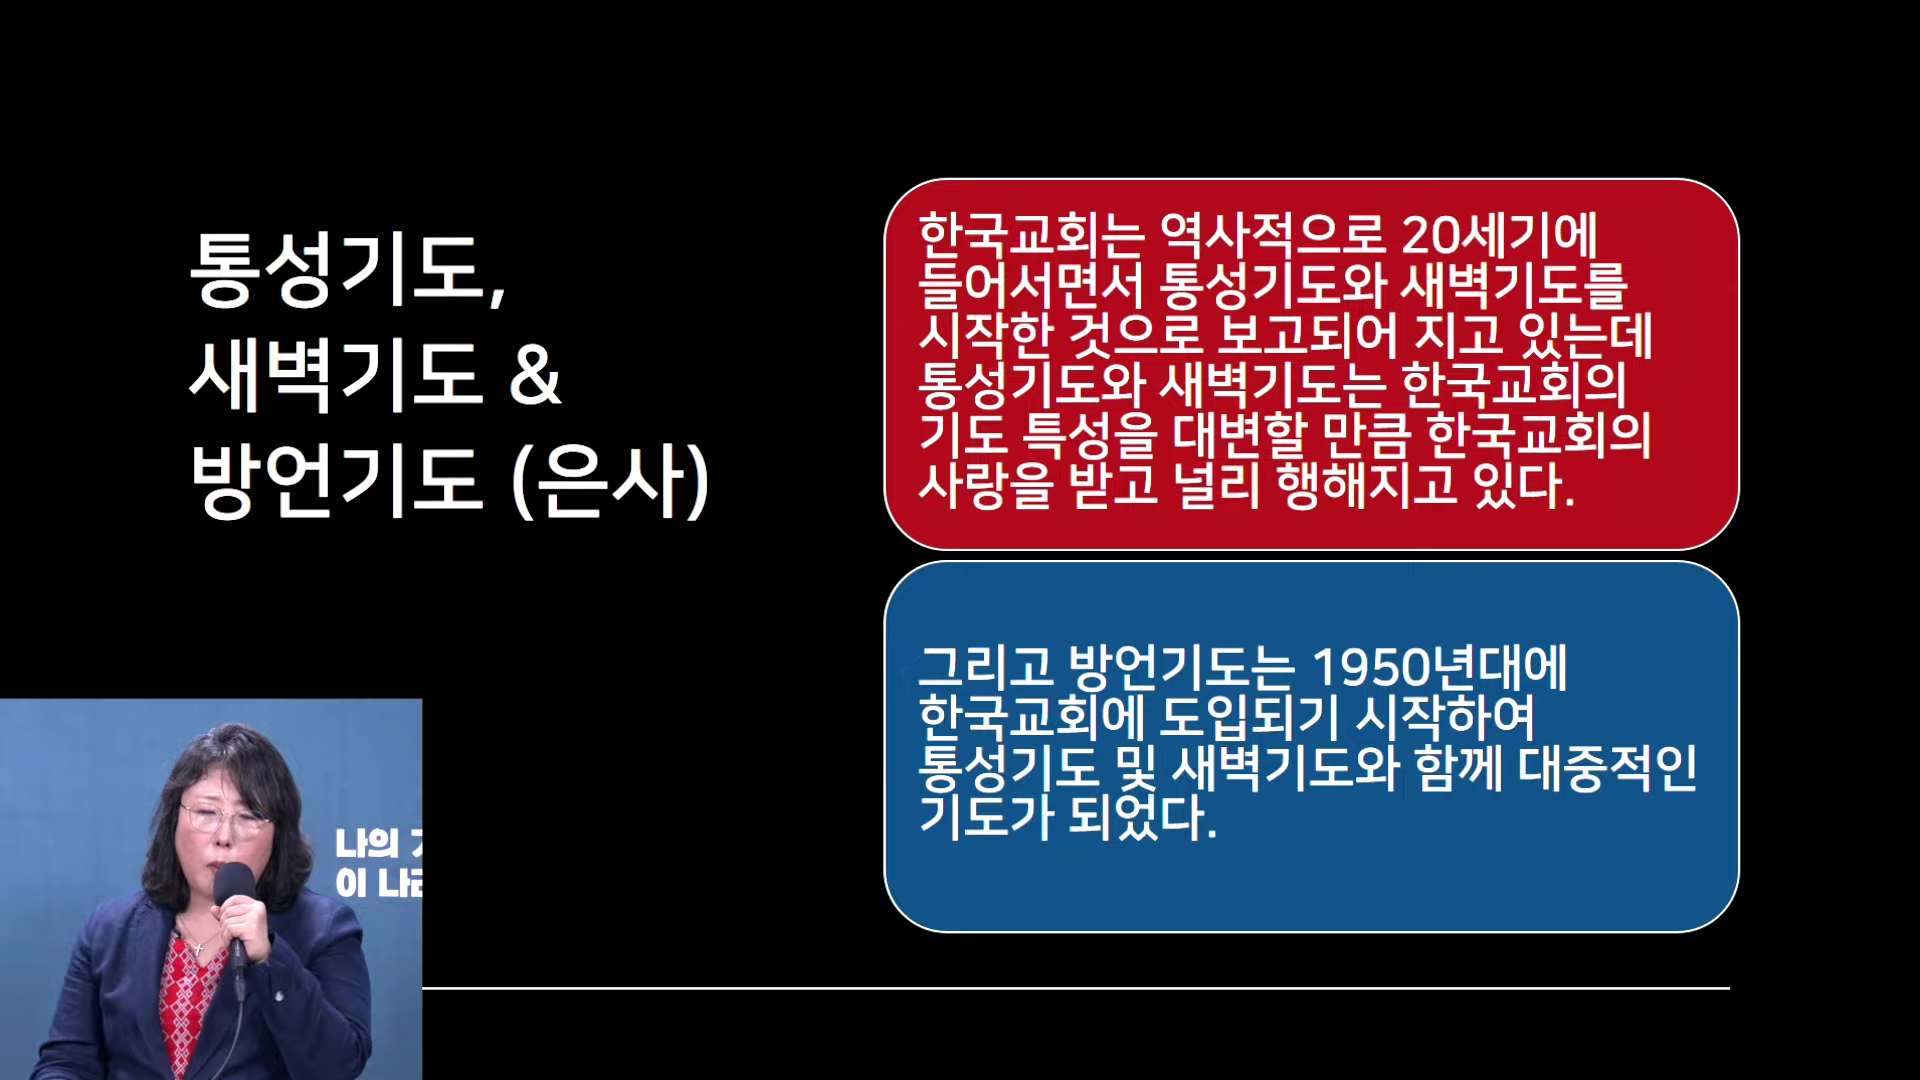 통성기도,
새벽기도 &
방언기도 (은사)
한국교회는 역사적으로 20세기에
들어서면서 통성기도와 새벽기도를
시작한 것으로 보고되어 지고 있는데
통성기도와 새벽기도는 한국교회의
기도 특성을 대변할 만큼 한국교회의
사랑을 받고 널리 행해지고 있다.
그리고 방언기도는 1950년대에
한국교회에 도입되기 시작하여
통성기도 및 새벽기도와 함께 대중적인
기도가 되었다.
나의
이